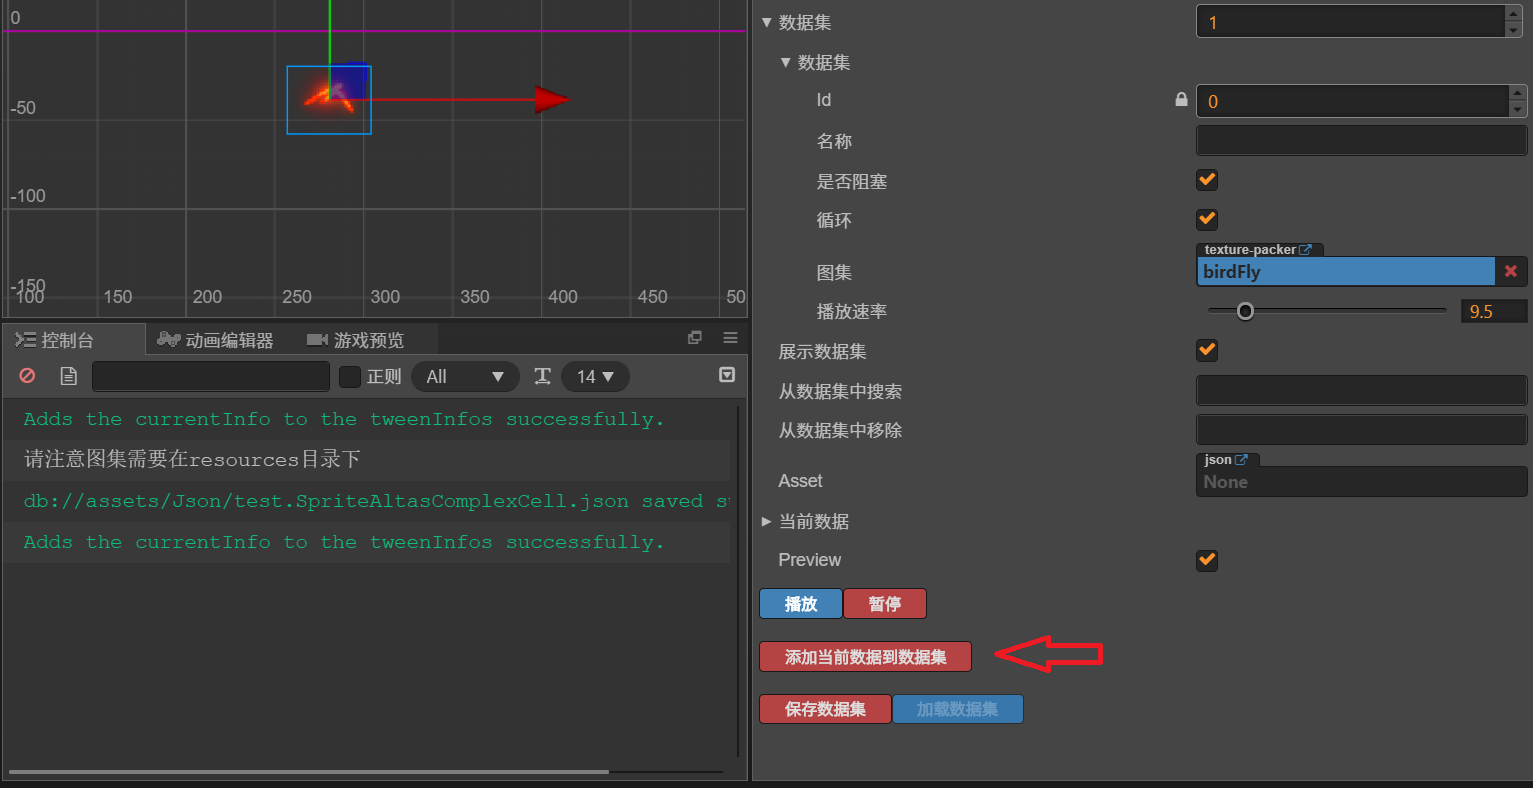 0
-50
-100
-150
100
150
200
250
300
350
400
450
50
控制台
动画编辑器
游戏预览
正则
All
14
Adds the currentInfo to the tweenInfos successfully.
请注意图集需要在resources目录下
db://assets/Json/test.SpriteAltasComplexCell.json saved s
Adds the currentInfo to the tweenInfos successfully.
数据集
1
数据集
Id
0
名称
是否阻塞
循环
texture-packer
图集
birdFly
播放速率
9.5
展示数据集
从数据集中搜索
从数据集中移除
json
Asset
None
当前数据
Preview
播放
暂停
添加当前数据到数据集
保存数据集
加载数据集